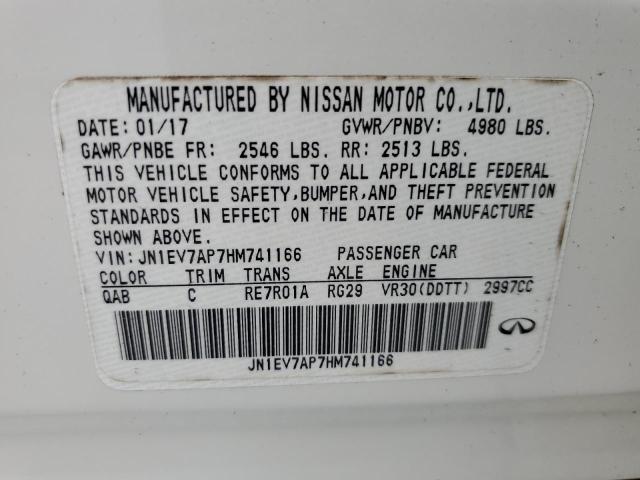 MANUFACTURED BY NISSAN MOTOR CO.,LTD.
DATE: 01/17 GVWR/PNBV: 4980 LBS.
GAWR/PNBE FR: 2546 LBS. RR: 2513 LBS.
THIS VEHICLE CONFORMS TO ALL APPLICABLE FEDERAL
MOTOR VEHICLE SAFETY,BUMPER,AND THEFT PREVENTION
STANDARDS IN EFFECT ON THE DATE OF MANUFACTURE
SHOWN ABOVE.
VIN: JN1EV7AP7HM741166 PASSENGER CAR
COLOR TRIM TRANS AXLE ENGINE
QAB C RE7R01A RG29 VR30(DDTT) 2997CC
JN1EV7AP7HM741166